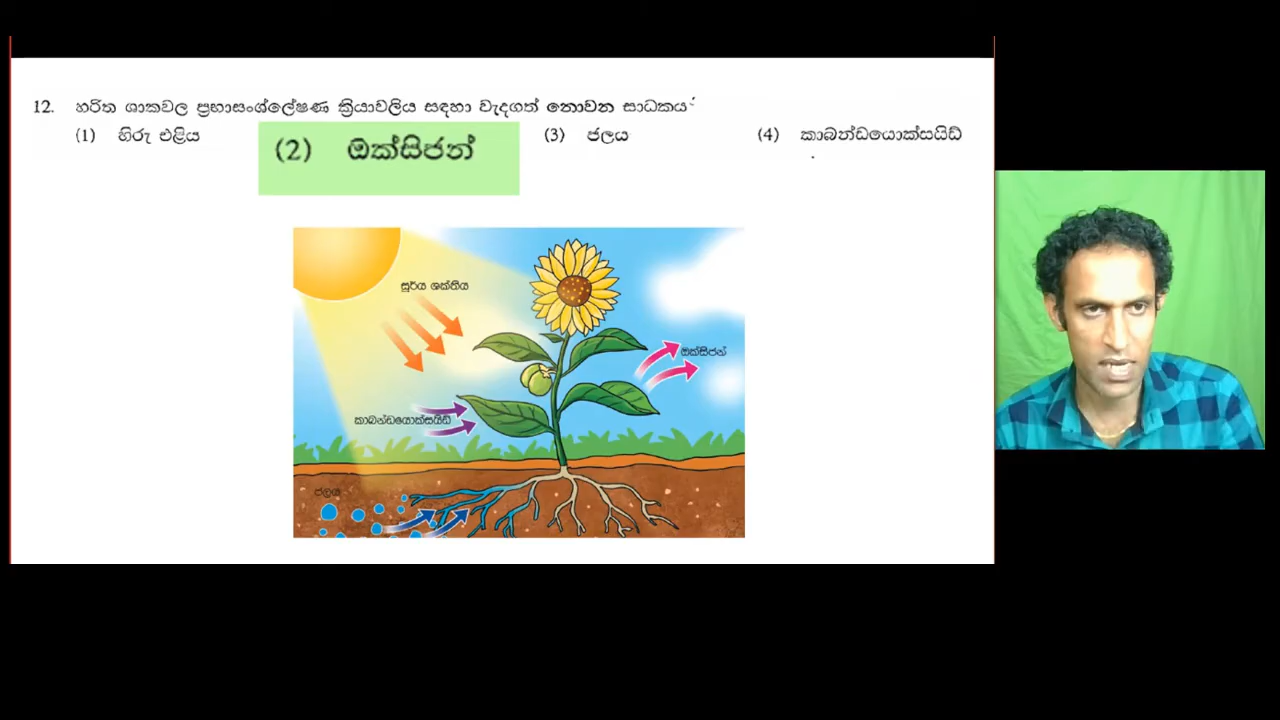 12. හරිත ශාකවල ප්‍රභාසංශ්ලේෂණ ක්‍රියාවලිය සඳහා වැදගත් නොවන සාධකය
(1) හිරු එළිය (2) ඔක්සිජන් (3) ජලය (4) කාබන්ඩයොක්සයිඩ්
සූර්ය ශක්තිය
ඔක්සිජන්
කාබන්ඩයොක්සයිඩ්
ජලය